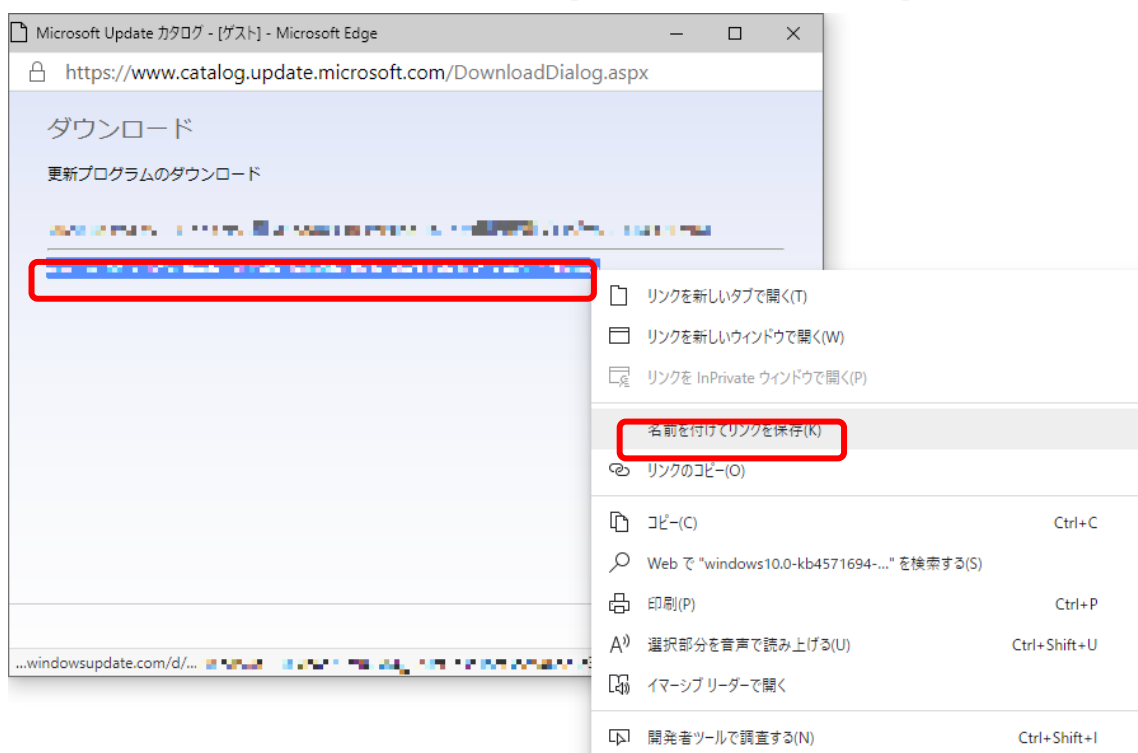 Microsoft Update カタログ - [ゲスト] - Microsoft Edge
https://www.catalog.update.microsoft.com/DownloadDialog.aspx
ダウンロード
更新プログラムのダウンロード
リンクを新しいタブで開く(T)
リンクを新しいウィンドウで開く(W)
リンクを InPrivate ウィンドウで開く(P)
名前を付けてリンクを保存(K)
リンクのコピー(O)
コピー(C) Ctrl+C
Web で "windows10.0-kb4571694-..." を検索する(S)
印刷(P) Ctrl+P
選択部分を音声で読み上げる(U) Ctrl+Shift+U
イマーシブ リーダーで開く
開発者ツールで調査する(N) Ctrl+Shift+I
...windowsupdate.com/d/...